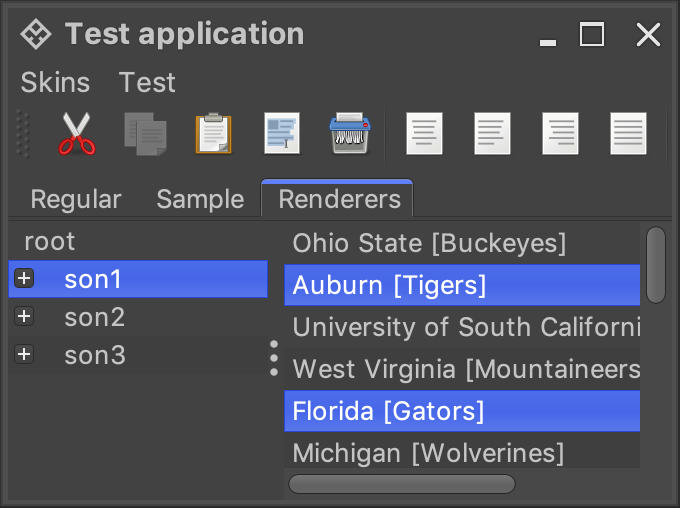 Test application
Skins Test
Regular Sample Renderers
root
son1
son2
son3
Ohio State [Buckeyes]
Auburn [Tigers]
University of South Californi
West Virginia [Mountaineers
Florida [Gators]
Michigan [Wolverines]